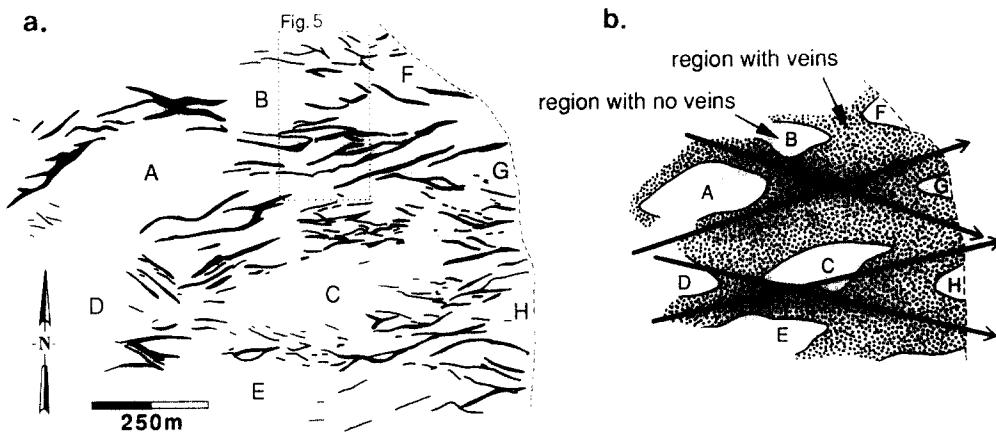 a.
Fig. 5
F
B
A
G
D
C
H
N
E
250m
b.
region with veins
region with no veins
F
B
A
G
D
C
H
E